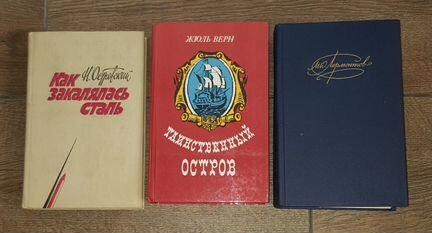 Н. Островский
Как
закалялась
сталь
ЖЮЛЬ ВЕРН
ТАИНСТВЕННЫЙ
ОСТРОВ
М.Ю. Лермонтов